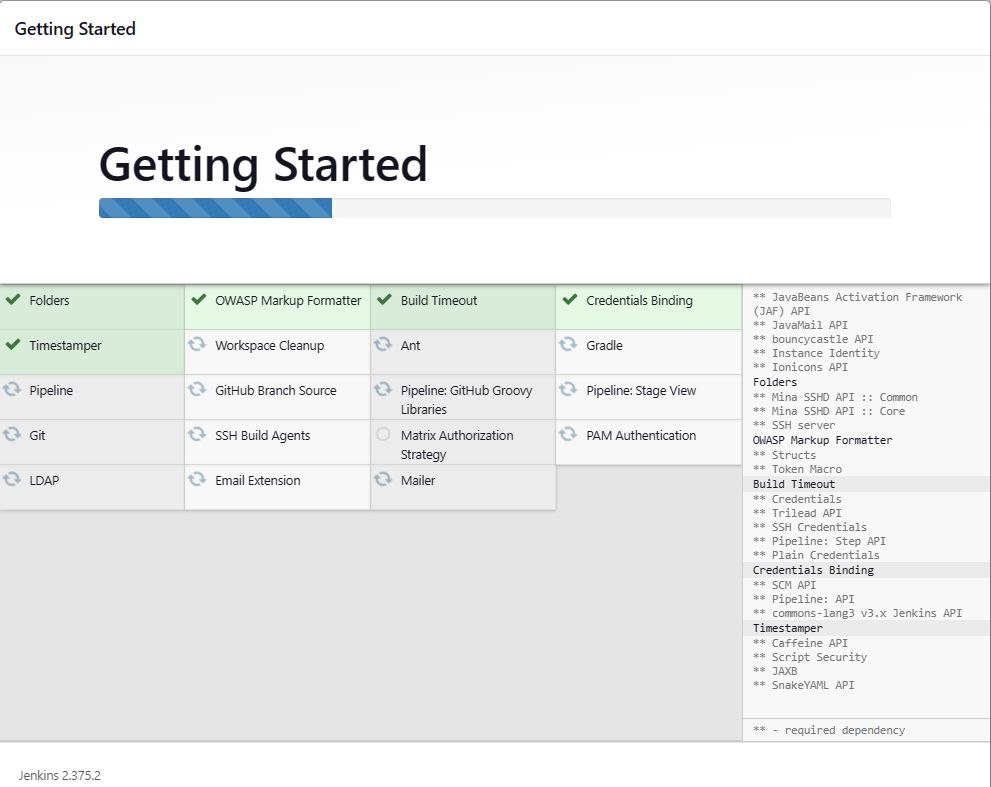 Getting Started
Getting Started
Folders
OWASP Markup Formatter
Build Timeout
Credentials Binding
Timestamper
Workspace Cleanup
Ant
Gradle
Pipeline
GitHub Branch Source
Pipeline: GitHub Groovy
Libraries
Pipeline: Stage View
Git
SSH Build Agents
Matrix Authorization
Strategy
PAM Authentication
LDAP
Email Extension
Mailer
** JavaBeans Activation Framework
(JAF) API
** JavaMail API
** bouncycastle API
** Instance Identity
** Ionicons API
Folders
** Mina SSHD API :: Common
** Mina SSHD API :: Core
** SSH server
OWASP Markup Formatter
** Structs
** Token Macro
Build Timeout
** Credentials
** Trilead API
** SSH Credentials
** Pipeline: Step API
** Plain Credentials
Credentials Binding
** SCM API
** Pipeline: API
** commons-lang3 v3.x Jenkins API
Timestamper
** Caffeine API
** Script Security
** JAXB
** SnakeYAML API
** - required dependency
Jenkins 2.375.2